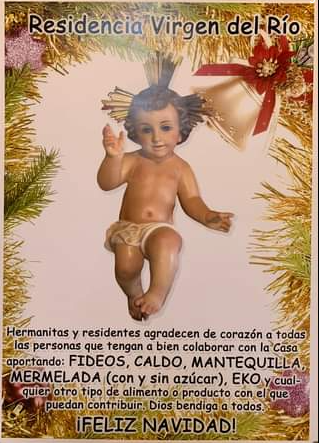 Residencia Virgen del Río
Hermanitas y residentes agradecen de corazón a todas
las personas que tengan a bien colaborar con la Casa
aportando: FIDEOS, CALDO, MANTEQUILLA,
MERMELADA (con y sin azúcar), EKO y cual-
quier otro tipo de alimento o producto con el que
puedan contribuir. Dios bendiga a todos.
¡FELIZ NAVIDAD!